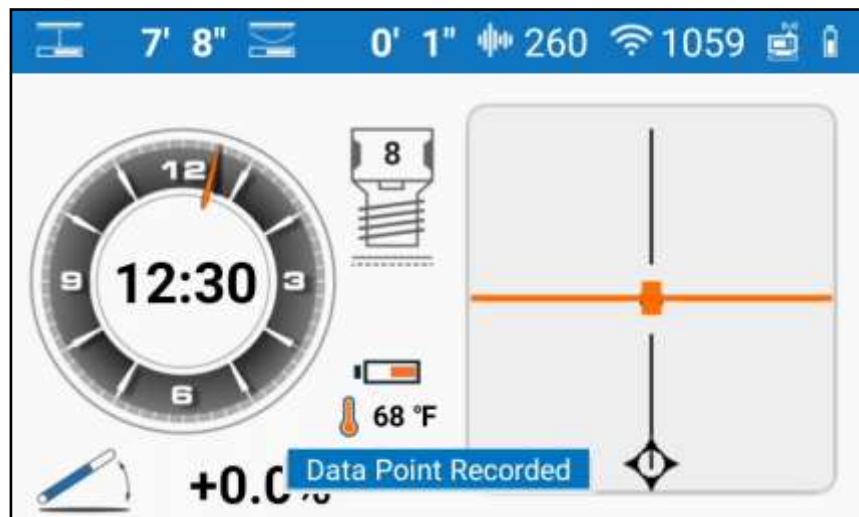 7' 8" 0' 1" 260 1059
8
12
9 12:30 3
6
68 °F
+0.0%
Data Point Recorded